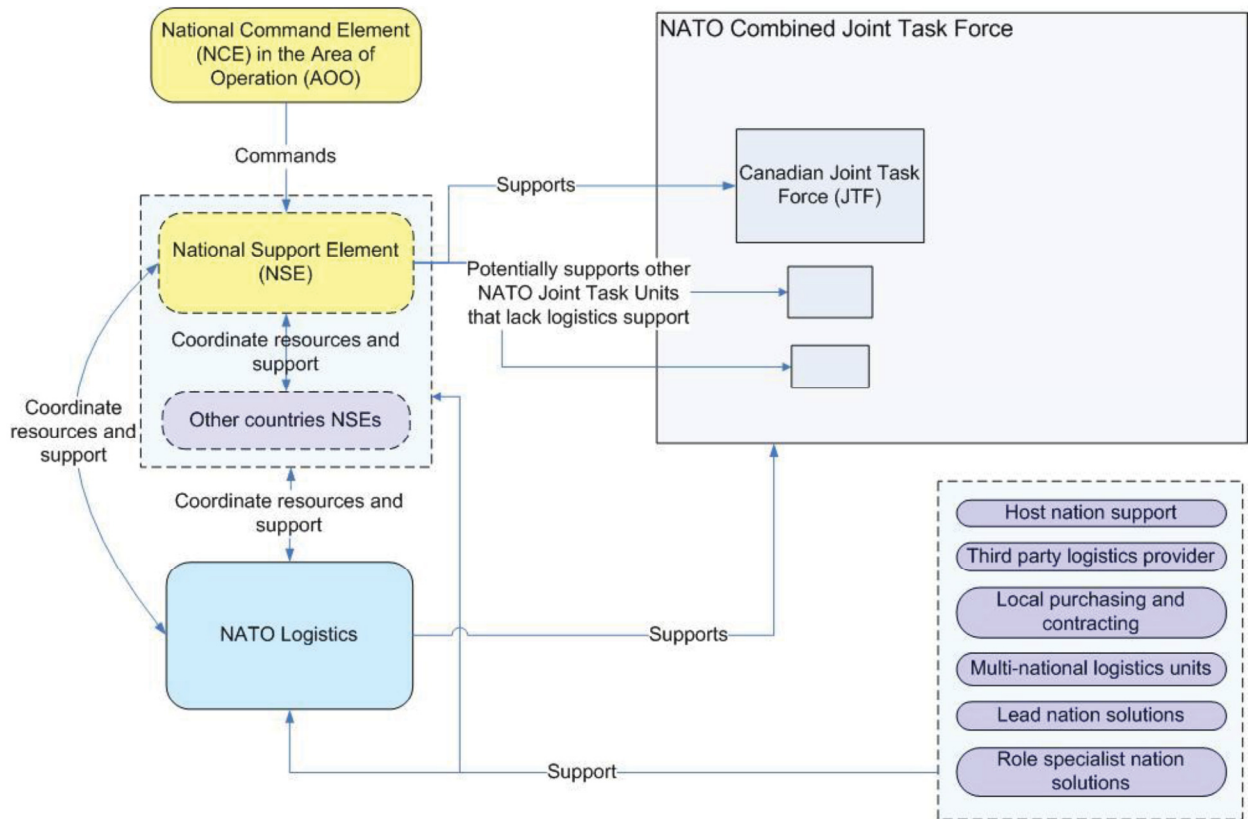 National Command Element
(NCE) in the Area of
Operation (AOO)
NATO Combined Joint Task Force
Commands
Supports
Canadian Joint Task
Force (JTF)
National Support Element
(NSE)
Potentially supports other
NATO Joint Task Units
that lack logistics support
Coordinate resources and
support
Other countries NSEs
Coordinate
resources and
support
Coordinate resources and
support
NATO Logistics
Supports
Host nation support
Third party logistics provider
Local purchasing and
contracting
Multi-national logistics units
Lead nation solutions
Role specialist nation
solutions
Support